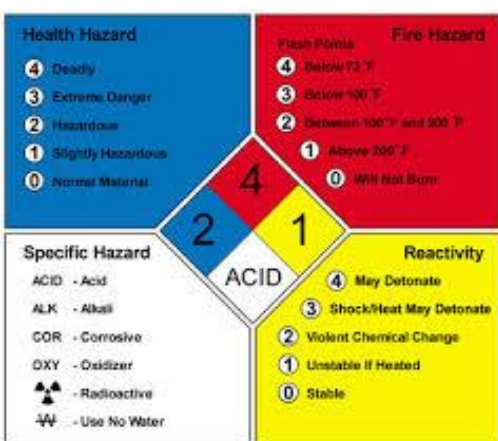 Health Hazard
4 Deadly
3 Extreme Danger
2 Hazardous
1 Slightly Hazardous
0 Normal Material
Fire Hazard
Flash Points
4 Below 73 °F
3 Below 100 °F
2 Between 100° F and 200 °F
1 Above 200° F
0 Will Not Burn
4
2
1
ACID
Specific Hazard
ACID - Acid
ALK - Alkali
COR - Corrosive
OXY - Oxidizer
- Radioactive
W - Use No Water
Reactivity
4 May Detonate
3 Shock/Heat May Detonate
2 Violent Chemical Change
1 Unstable If Heated
0 Stable